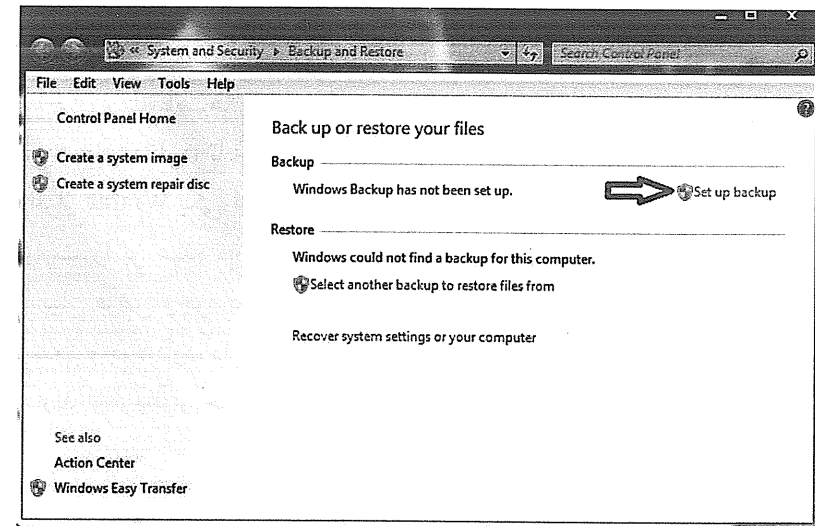 « System and Security ▸ Backup and Restore
Search Control Panel
File Edit View Tools Help
Control Panel Home
Create a system image
Create a system repair disc
Back up or restore your files
Backup
Windows Backup has not been set up.
Set up backup
Restore
Windows could not find a backup for this computer.
Select another backup to restore files from
Recover system settings or your computer
See also
Action Center
Windows Easy Transfer